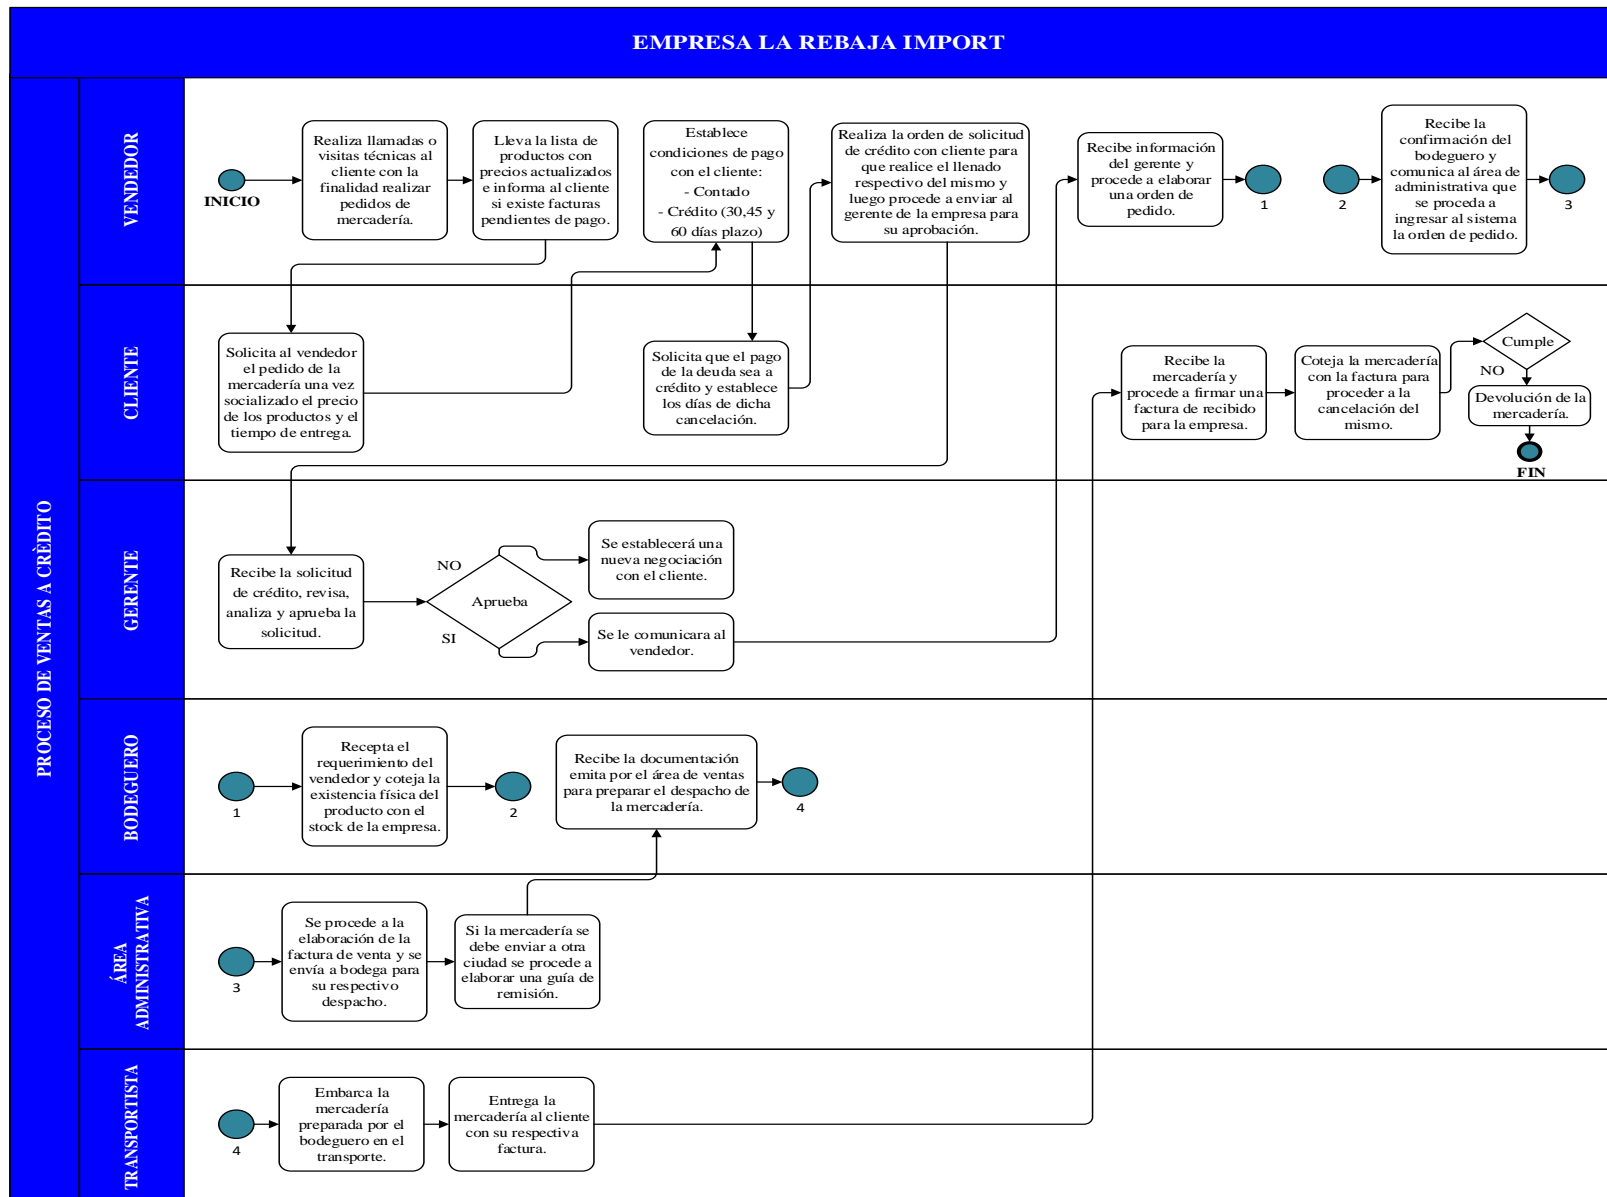 EMPRESA LA REBAJA IMPORT
PROCESO DE VENTAS A CRÈDITO
VENDEDOR
INICIO
Realiza llamadas o
visitas técnicas al
cliente con la
finalidad realizar
pedidos de
mercadería.
Lleva la lista de
productos con
precios actualizados
e informa al cliente
si existe facturas
pendientes de pago.
Establece
condiciones de pago
con el cliente:
- Contado
- Crédito (30,45 y
60 días plazo)
Realiza la orden de solicitud
de crédito con cliente para
que realice el llenado
respectivo del mismo y
luego procede a enviar al
gerente de la empresa para
su aprobación.
Recibe información
del gerente y
procede a elaborar
una orden de
pedido.
1
2
Recibe la
confirmación del
bodeguero y
comunica al área de
administrativa que
se proceda a
ingresar al sistema
la orden de pedido.
3
CLIENTE
Solicita al vendedor
el pedido de la
mercadería una vez
socializado el precio
de los productos y el
tiempo de entrega.
Solicita que el pago
de la deuda sea a
crédito y establece
los días de dicha
cancelación.
Recibe la
mercadería y
procede a firmar una
factura de recibido
para la empresa.
Coteja la mercadería
con la factura para
proceder a la
cancelación del
mismo.
Cumple
NO
Devolución de la
mercadería.
FIN
GERENTE
Recibe la solicitud
de crédito, revisa,
analiza y aprueba la
solicitud.
NO
Aprueba
SI
Se establecerá una
nueva negociación
con el cliente.
Se le comunicara al
vendedor.
BODEGUERO
1
Recepta el
requerimiento del
vendedor y coteja la
existencia física del
producto con el
stock de la empresa.
2
Recibe la documentación
emita por el área de ventas
para preparar el despacho de
la mercadería.
4
ÁREA
ADMINISTRATIVA
3
Se procede a la
elaboración de la
factura de venta y se
envía a bodega para
su respectivo
despacho.
Si la mercadería se
debe enviar a otra
ciudad se procede a
elaborar una guía de
remisión.
TRANSPORTISTA
4
Embarca la
mercadería
preparada por el
bodeguero en el
transporte.
Entrega la
mercadería al cliente
con su respectiva
factura.